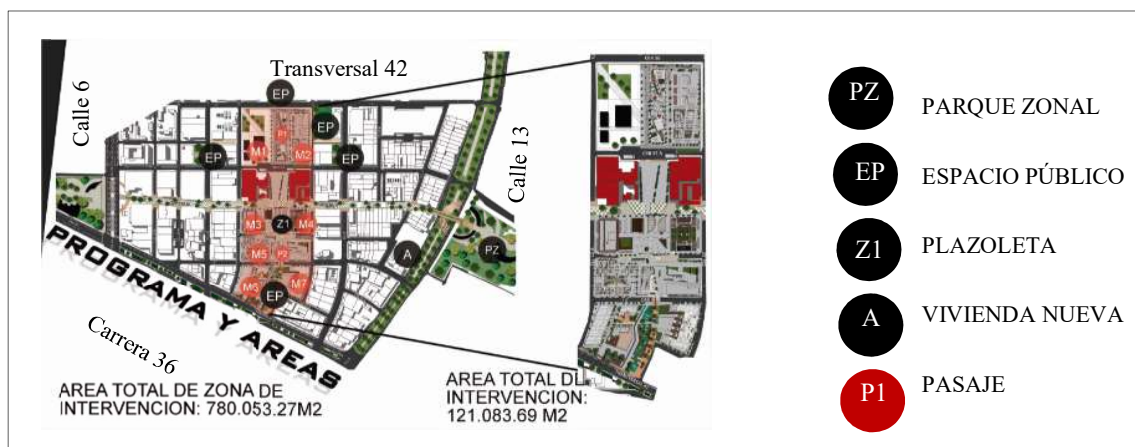 Calle 6
Transversal 42
Calle 13
EP
EP
EP
EP
P1
M1
M2
M3
Z1
M4
M5
P2
M6
M7
EP
A
PZ
PROGRAMA Y AREAS
Carrera 36
AREA TOTAL DE ZONA DE
INTERVENCION: 780.053.27M2
AREA TOTAL DE
INTERVENCION:
121.083.69 M2
PZ PARQUE ZONAL
EP ESPACIO PÚBLICO
Z1 PLAZOLETA
A VIVIENDA NUEVA
P1 PASAJE